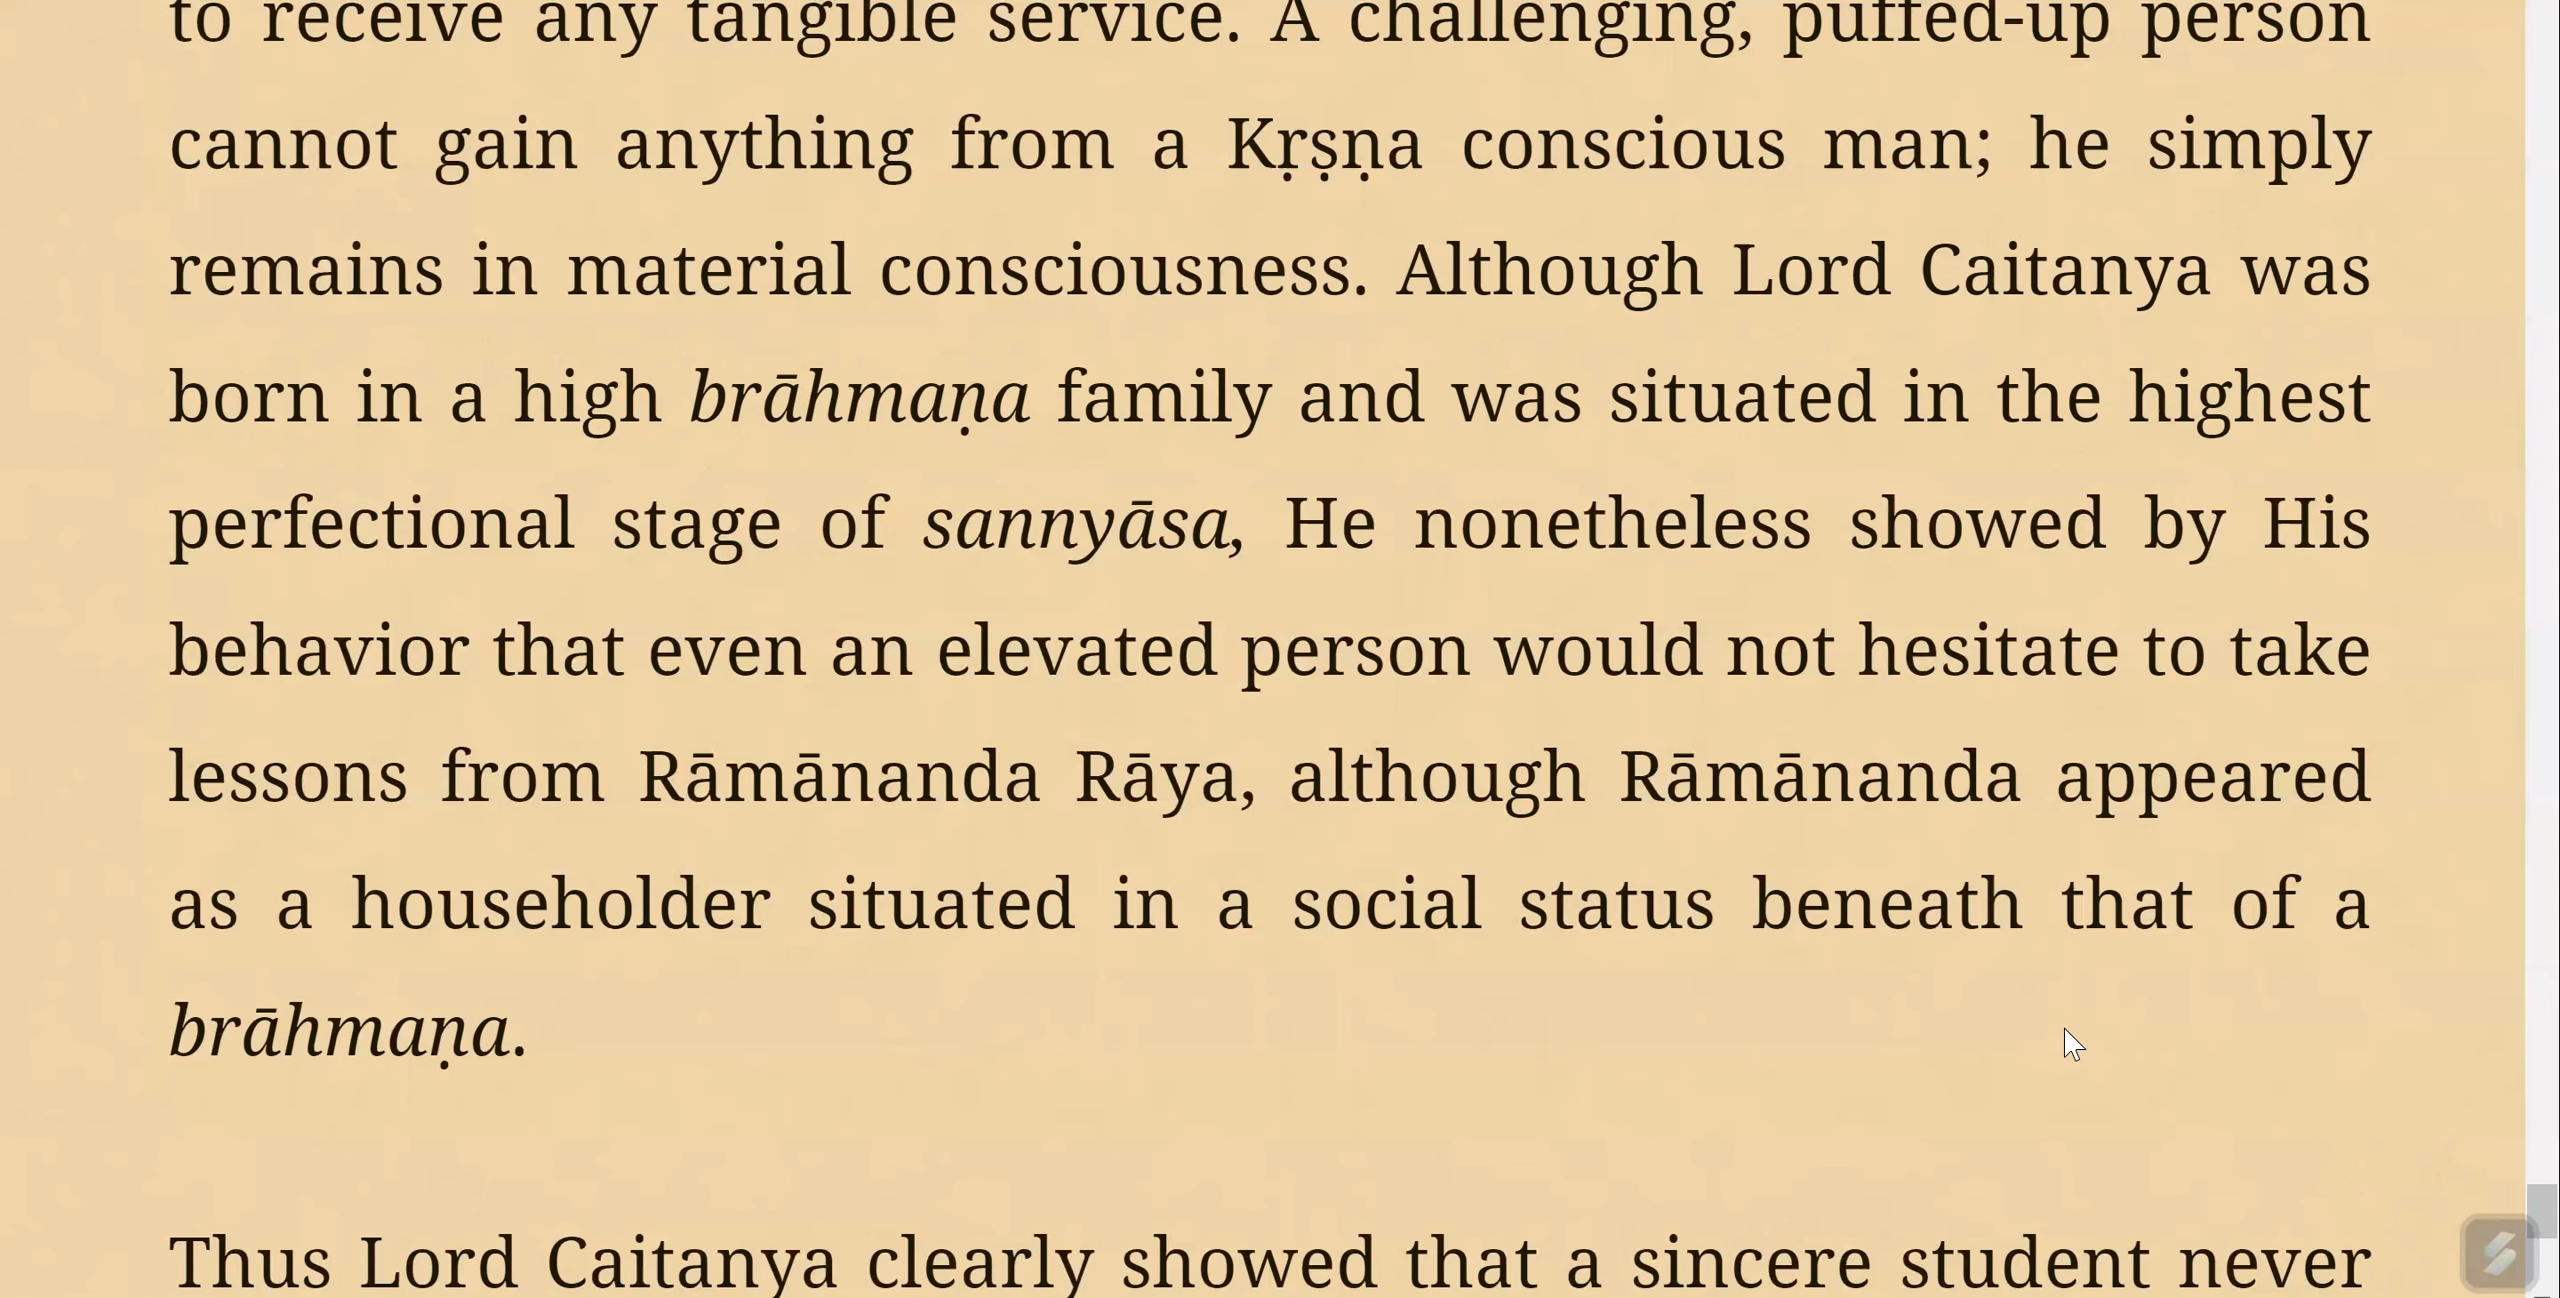 to receive any tangible service. A challenging, puffed-up person
cannot gain anything from a Kṛṣṇa conscious man; he simply
remains in material consciousness. Although Lord Caitanya was
born in a high brāhmaṇa family and was situated in the highest
perfectional stage of sannyāsa, He nonetheless showed by His
behavior that even an elevated person would not hesitate to take
lessons from Rāmānanda Rāya, although Rāmānanda appeared
as a householder situated in a social status beneath that of a
brāhmaṇa.
Thus Lord Caitanya clearly showed that a sincere student never